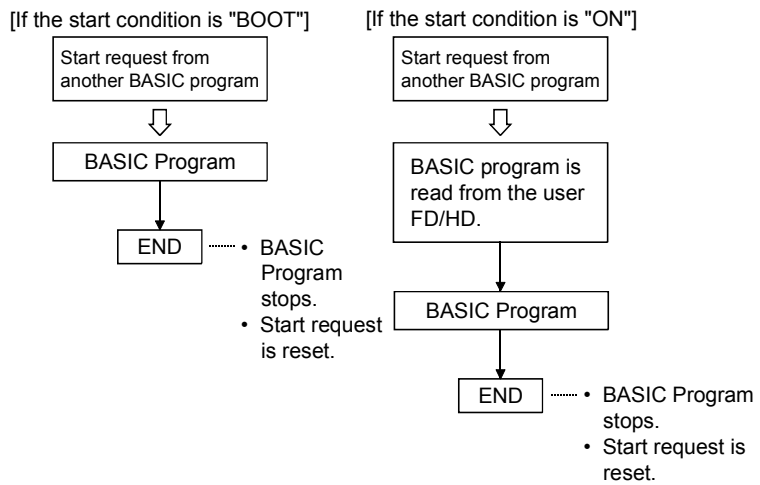 [If the start condition is "BOOT"]
Start request from
another BASIC program
BASIC Program
END
• BASIC
Program
stops.
• Start request
is reset.
[If the start condition is "ON"]
Start request from
another BASIC program
BASIC program is
read from the user
FD/HD.
BASIC Program
END
• BASIC Program
stops.
• Start request is
reset.